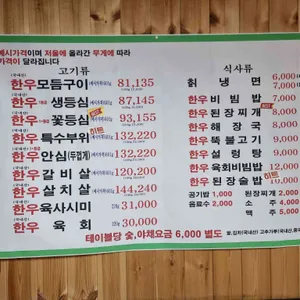 예시가격이며 저울에 올라간 무게에 따라
가격이 달라집니다
고기류
한우모듬구이 81,135
한우 생등심 87,145
한우 꽃등심 93,155
한우 특수부위 132,220
한우 안심(두껍게) 132,220
한우 갈비살 120,200
한우 살치살 144,240
한우 육사시미 31,000
한우 육회 30,000
식사류
칡냉면 6,000
7,000
한우 비빔밥 7,000
한우 된장찌개 8,000
한우 해장국 8,000
한우 뚝불고기 9,000
한우 설렁탕 9,000
한우 육회비빔밥 12,000
한우 된장술밥 10,000
공기밥 1,000 된장찌개 2,000
음료수 2,000 소주 4,000
맥주 5,000
테이블당 숯,야채요금 6,000 별도